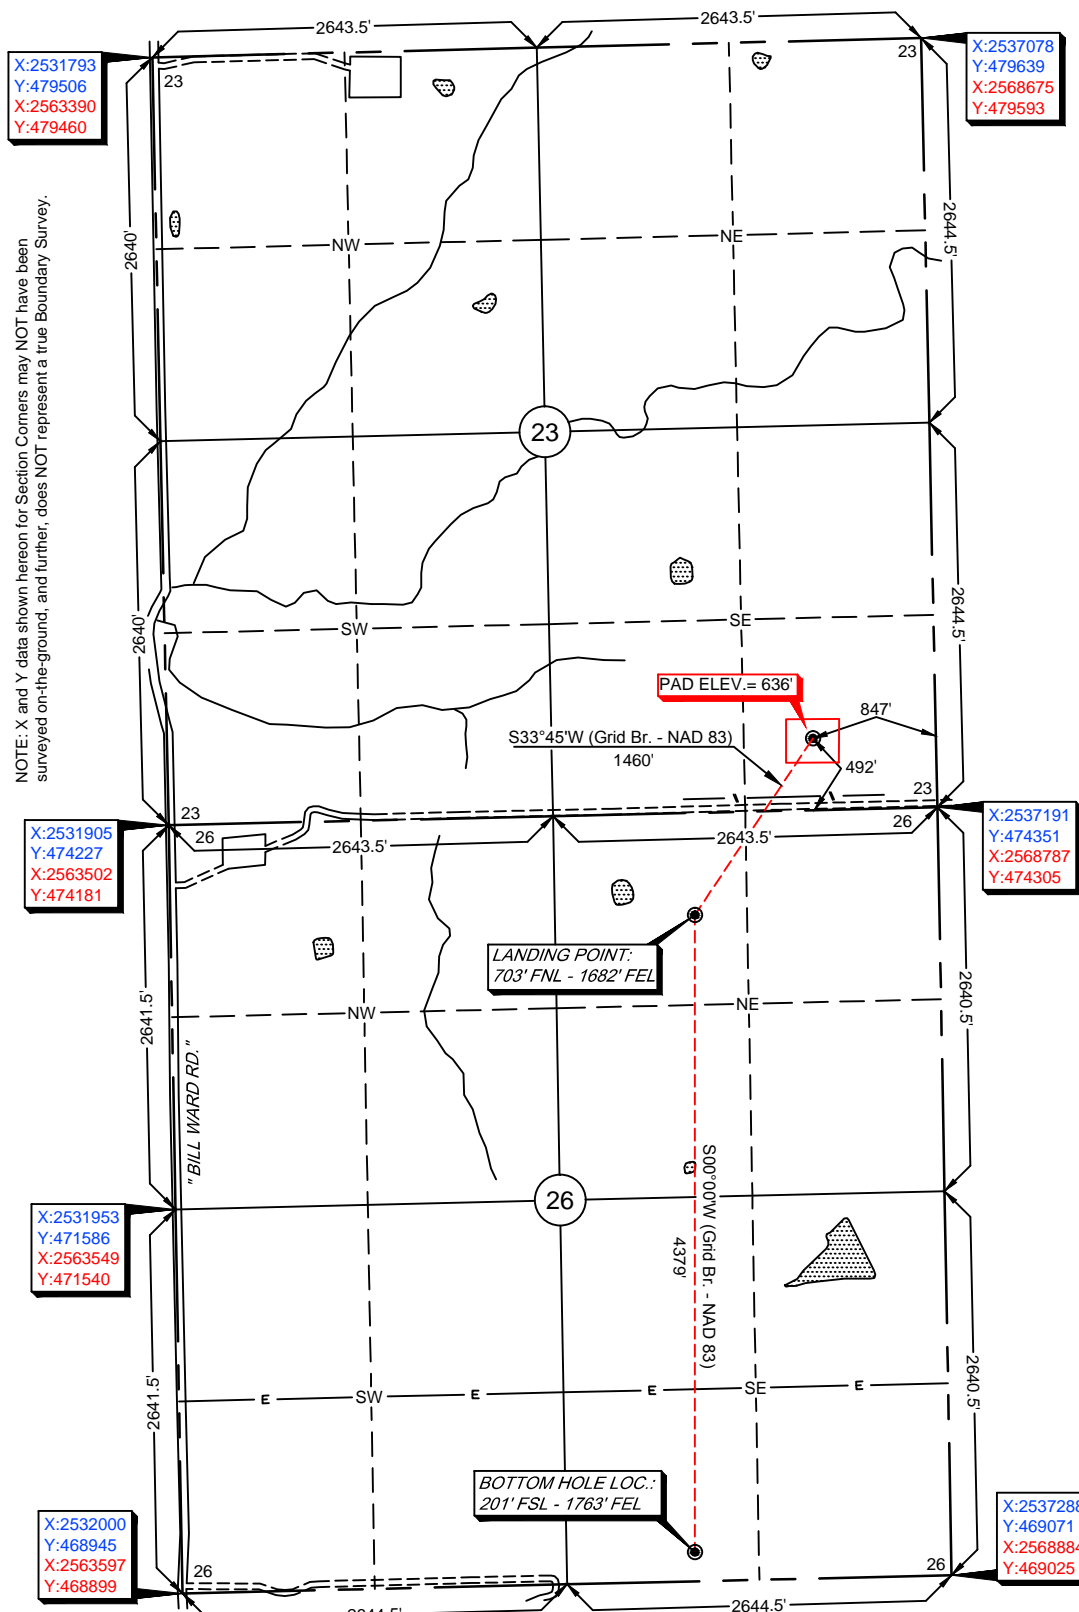 2643.5'
2643.5'
X:2531793
Y:479506
X:2563390
Y:479460
23
23
X:2537078
Y:479639
X:2568675
Y:479593
NOTE: X and Y data shown hereon for Section Corners may NOT have been
surveyed on-the-ground, and further, does NOT represent a true Boundary Survey.
2640'
NW
NE
2644.5'
23
2640'
SW
SE
2644.5'
PAD ELEV.= 636'
847'
S33°45'W (Grid Br. - NAD 83)
1460'
492'
23
23
26
26
2643.5'
2643.5'
X:2531905
Y:474227
X:2563502
Y:474181
X:2537191
Y:474351
X:2568787
Y:474305
LANDING POINT:
703' FNL - 1682' FEL
2641.5'
NW
NE
2640.5'
"BILL WARD RD."
S00°00'W (Grid Br. - NAD 83)
4379'
26
X:2531953
Y:471586
X:2563549
Y:471540
2641.5'
E
SW
E
E
SE
E
2640.5'
BOTTOM HOLE LOC.:
201' FSL - 1763' FEL
X:2532000
Y:468945
X:2563597
Y:468899
X:2537288
Y:469071
X:2568884
Y:469025
26
26
2644.5'
2644.5'